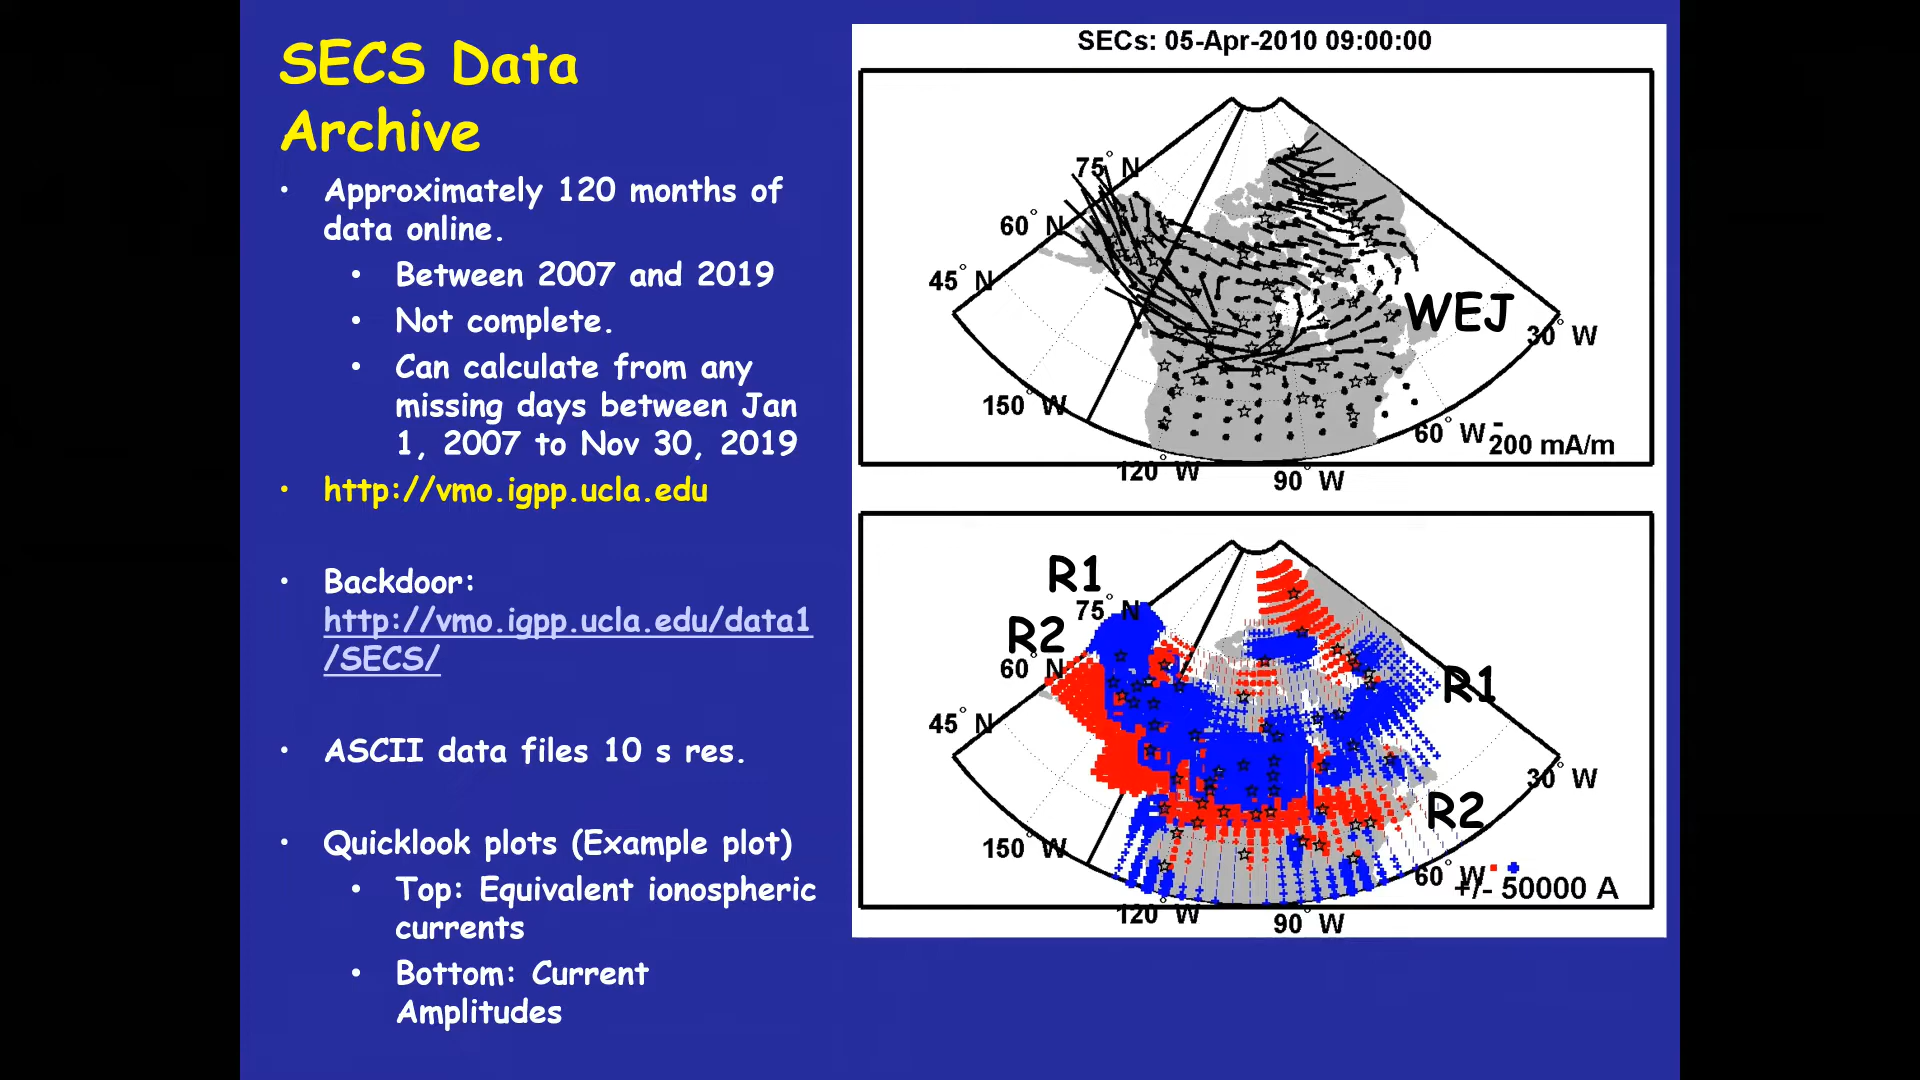 SECS Data
Archive
• Approximately 120 months of
data online.
• Between 2007 and 2019
• Not complete.
• Can calculate from any
missing days between Jan
1, 2007 to Nov 30, 2019
• http://vmo.igpp.ucla.edu
• Backdoor:
http://vmo.igpp.ucla.edu/data1
/SECS/
• ASCII data files 10 s res.
• Quicklook plots (Example plot)
• Top: Equivalent ionospheric
currents
• Bottom: Current
Amplitudes
SECs: 05-Apr-2010 09:00:00
75° N
60° N
45° N
WEJ
30° W
150° W
60° W
200 mA/m
120° W
90° W
R1
75° N
R2
60° N
R1
45° N
30° W
R2
150° W
60° W
+/- 50000 A
120° W
90° W